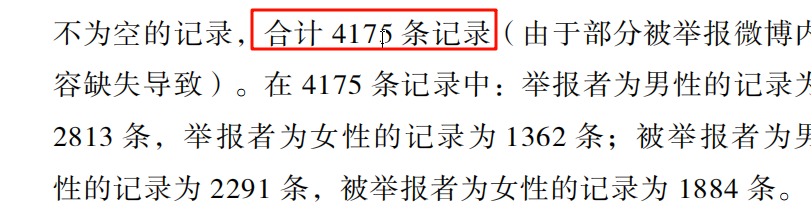 不为空的记录，合计 4175 条记录（由于部分被举报微博内
容缺失导致）。在 4175 条记录中：举报者为男性的记录为
2813 条，举报者为女性的记录为 1362 条；被举报者为男
性的记录为 2291 条，被举报者为女性的记录为 1884 条。